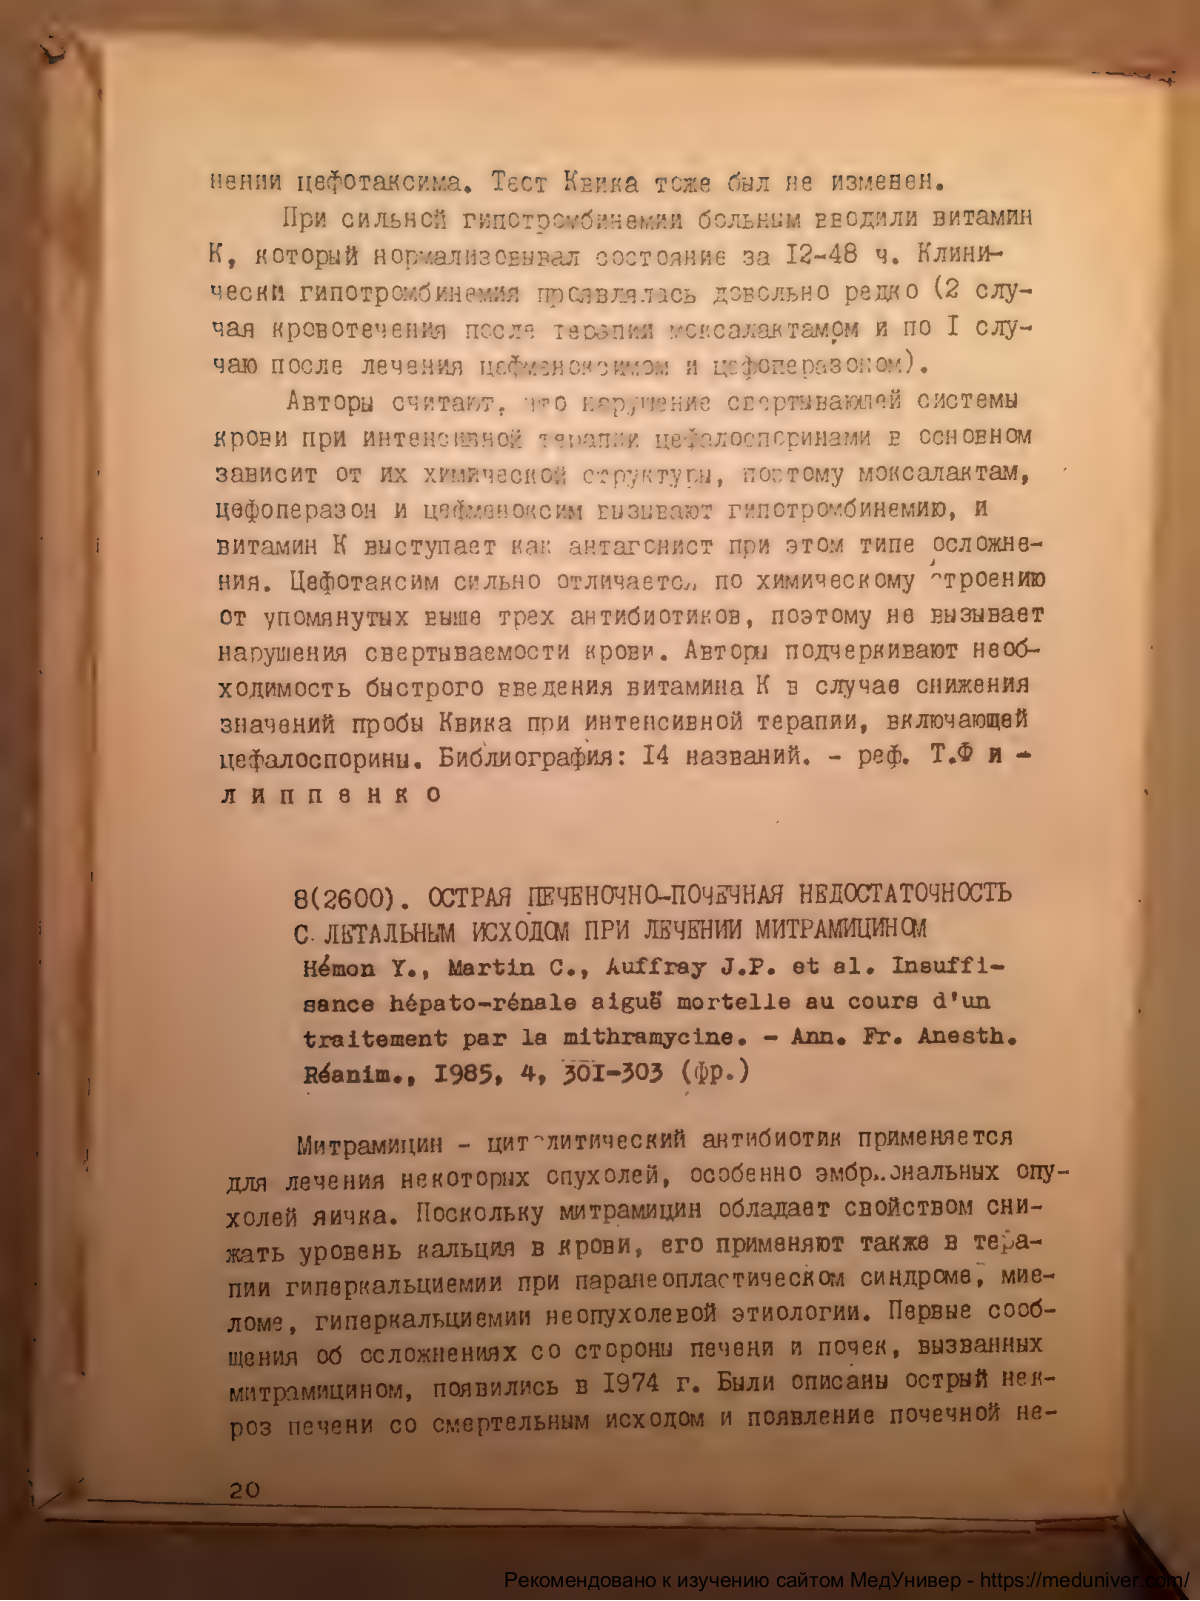 нении цефотаксима. Тест Квика тоже был не изменен.
При сильной гипотромбинемии больным вводили витамин
К, который нормализовывал состояние за 12-48 ч. Клини-
чески гипотромбинемия проявлялась довольно редко (2 слу-
чая кровотечения после терапии моксалактамом и по I слу-
чаю после лечения цефменоксимом и цефоперазоном).
Авторы считают, что нарушение свертывающей системы
крови при интенсивной терапии цефалоспоринами в основном
зависит от их химической структуры, поэтому моксалактам,
цефоперазон и цефменоксим вызывают гипотромбинемию, и
витамин К выступает как антагонист при этом типе осложне-
ния. Цефотаксим сильно отличается по химическому строению
от упомянутых выше трех антибиотиков, поэтому не вызывает
нарушения свертываемости крови. Авторы подчеркивают необ-
ходимость быстрого введения витамина К в случае снижения
значений пробы Квика при интенсивной терапии, включающей
цефалоспорины. Библиография: 14 названий. - реф. Т.Ф и -
л и п п е н к о
8(2600). ОСТРАЯ ПЕЧЕНОЧНО-ПОЧЕЧНАЯ НЕДОСТАТОЧНОСТЬ
С ЛЕТАЛЬНЫМ ИСХОДОМ ПРИ ЛЕЧЕНИИ МИТРАМИЦИНОМ
Hémon Y., Martin C., Auffray J.P. et al. Insuffi-
sance hépato-rénale aiguë mortelle au cours d'un
traitement par la mithramycine. - Ann. Fr. Anesth.
Réanim., 1985, 4, 301-303 (фр.)
Митрамицин - цитолитический антибиотик применяется
для лечения некоторых опухолей, особенно эмбриональных опу-
холей яичка. Поскольку митрамицин обладает свойством сни-
жать уровень кальция в крови, его применяют также в тера-
пии гиперкальциемии при паранеопластическом синдроме, мие-
ломе, гиперкальциемии неопухолевой этиологии. Первые сооб-
щения об осложнениях со стороны печени и почек, вызванных
митрамицином, появились в 1974 г. Были описаны острый нек-
роз печени со смертельным исходом и появление почечной не-
20
Рекомендовано к изучению сайтом МедУнивер - https://meduniver.com/